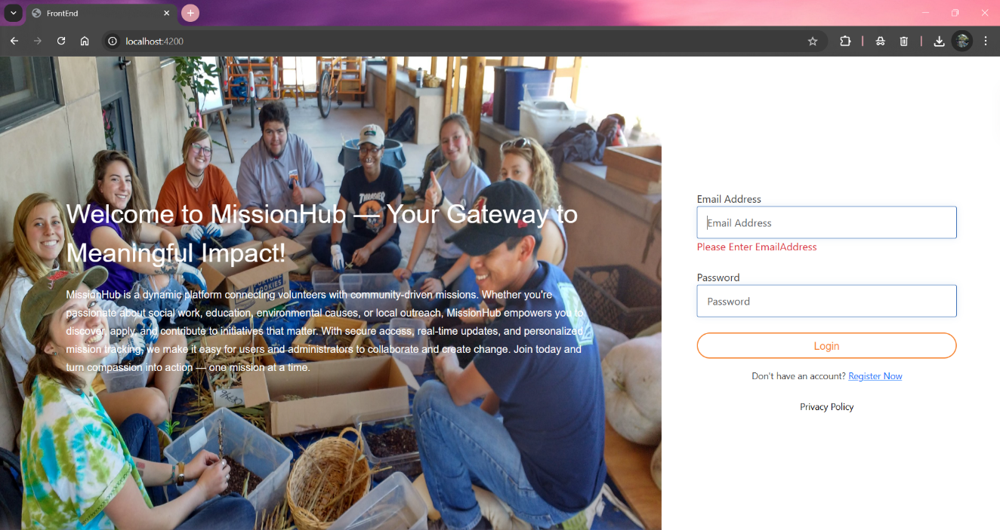 FrontEnd
localhost:4200
Welcome to MissionHub — Your Gateway to
Meaningful Impact!
MissionHub is a dynamic platform connecting volunteers with community-driven missions. Whether you're
passionate about social work, education, environmental causes, or local outreach, MissionHub empowers you to
discover, apply, and contribute to initiatives that matter. With secure access, real-time updates, and personalized
mission tracking, we make it easy for users and administrators to collaborate and create change. Join today and
turn compassion into action — one mission at a time.
THRASHER
COOKIES
Email Address
Email Address
Please Enter EmailAddress
Password
Password
Login
Don't have an account? Register Now
Privacy Policy